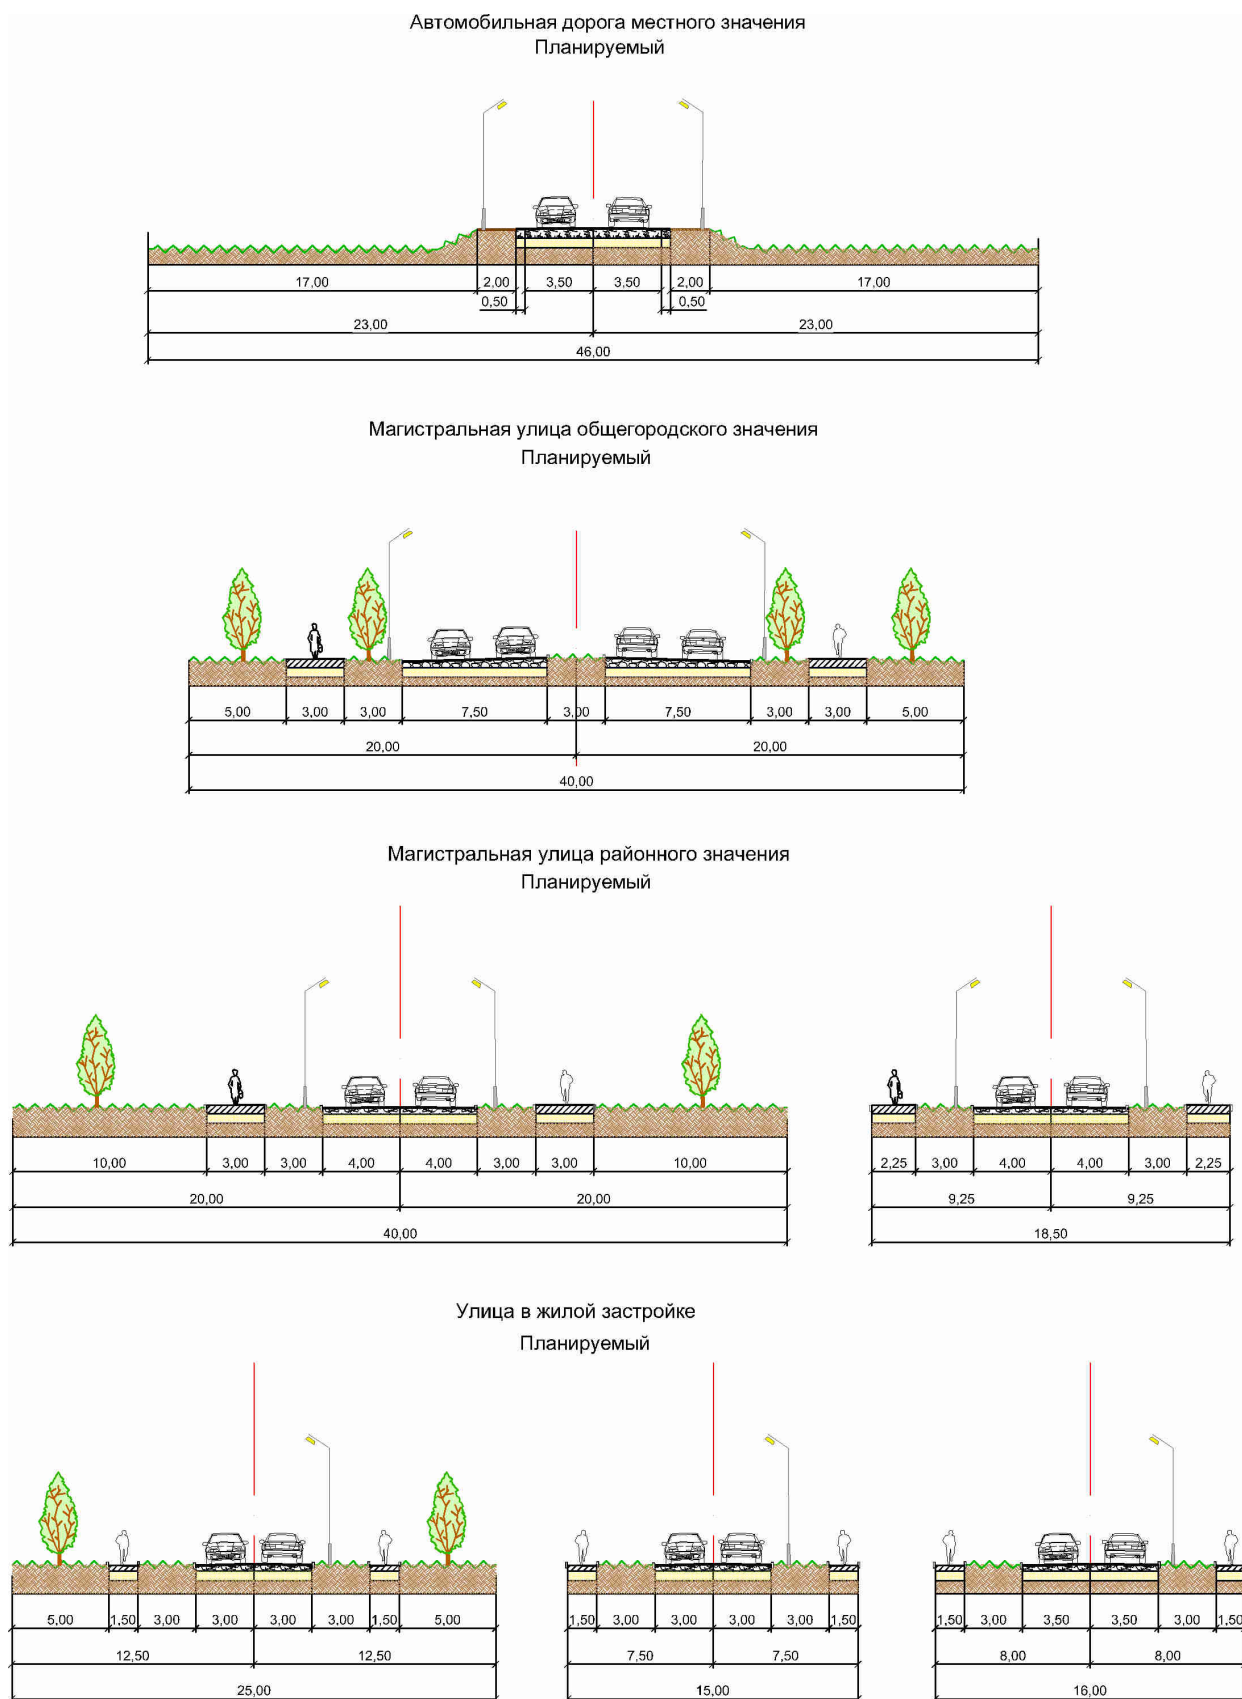 Автомобильная дорога местного значения
Планируемый
17,00 2,00 3,50 3,50 2,00 17,00
0,50 0,50
23,00 23,00
46,00
Магистральная улица общегородского значения
Планируемый
5,00 3,00 3,00 7,50 3,00 7,50 3,00 3,00 5,00
20,00 20,00
40,00
Магистральная улица районного значения
Планируемый
10,00 3,00 3,00 4,00 4,00 3,00 3,00 10,00
20,00 20,00
40,00
2,25 3,00 4,00 4,00 3,00 2,25
9,25 9,25
18,50
Улица в жилой застройке
Планируемый
5,00 1,50 3,00 3,00 3,00 3,00 1,50 5,00
12,50 12,50
25,00
1,50 3,00 3,00 3,00 3,00 1,50
7,50 7,50
15,00
1,50 3,00 3,50 3,50 3,00 1,50
8,00 8,00
16,00